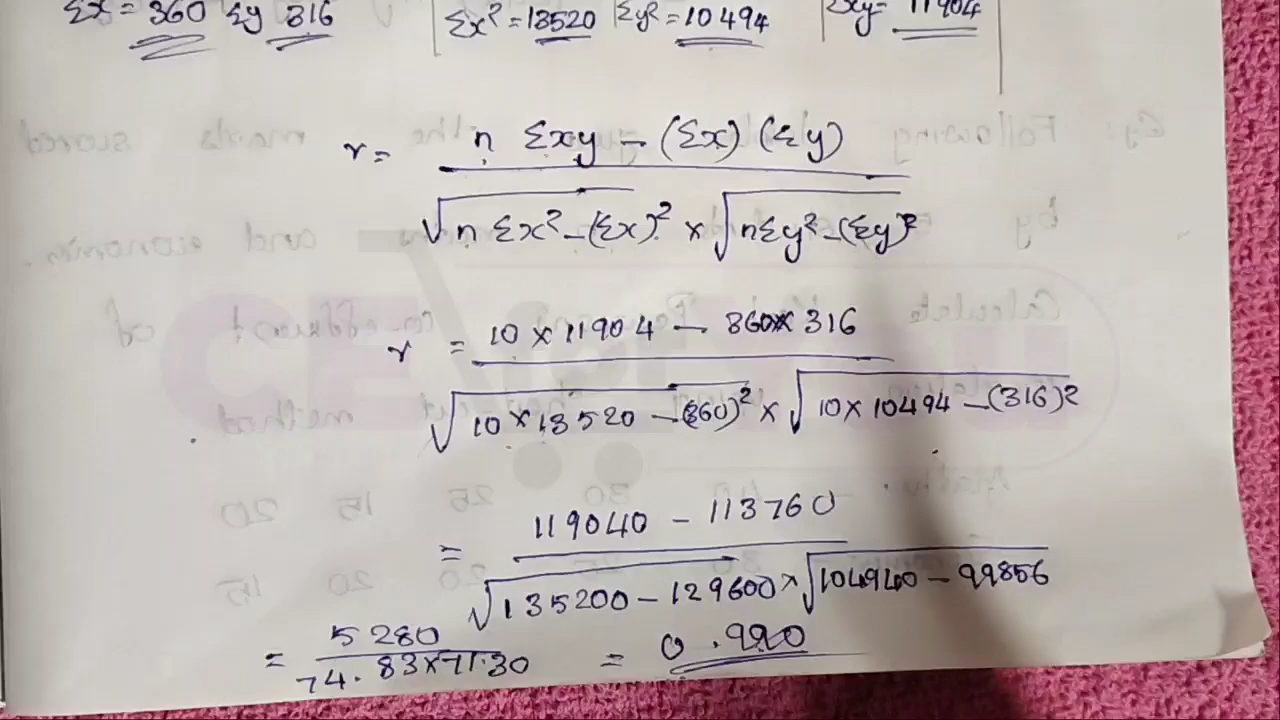 Σx = 360 Σy 316 Σx² = 13520 Σy² = 10494 Σxy = 11904
r = n Σxy - (Σx) (Σy)
√n Σx² - (Σx)² × √nΣy² - (Σy)²
r = 10 × 11904 - 360 × 316
√10 × 13520 - (360)² × √10 × 10494 - (316)²
= 119040 - 113760
√135200 - 129600 × √104940 - 99856
= 5280
74.83 × 71.30 = 0.990